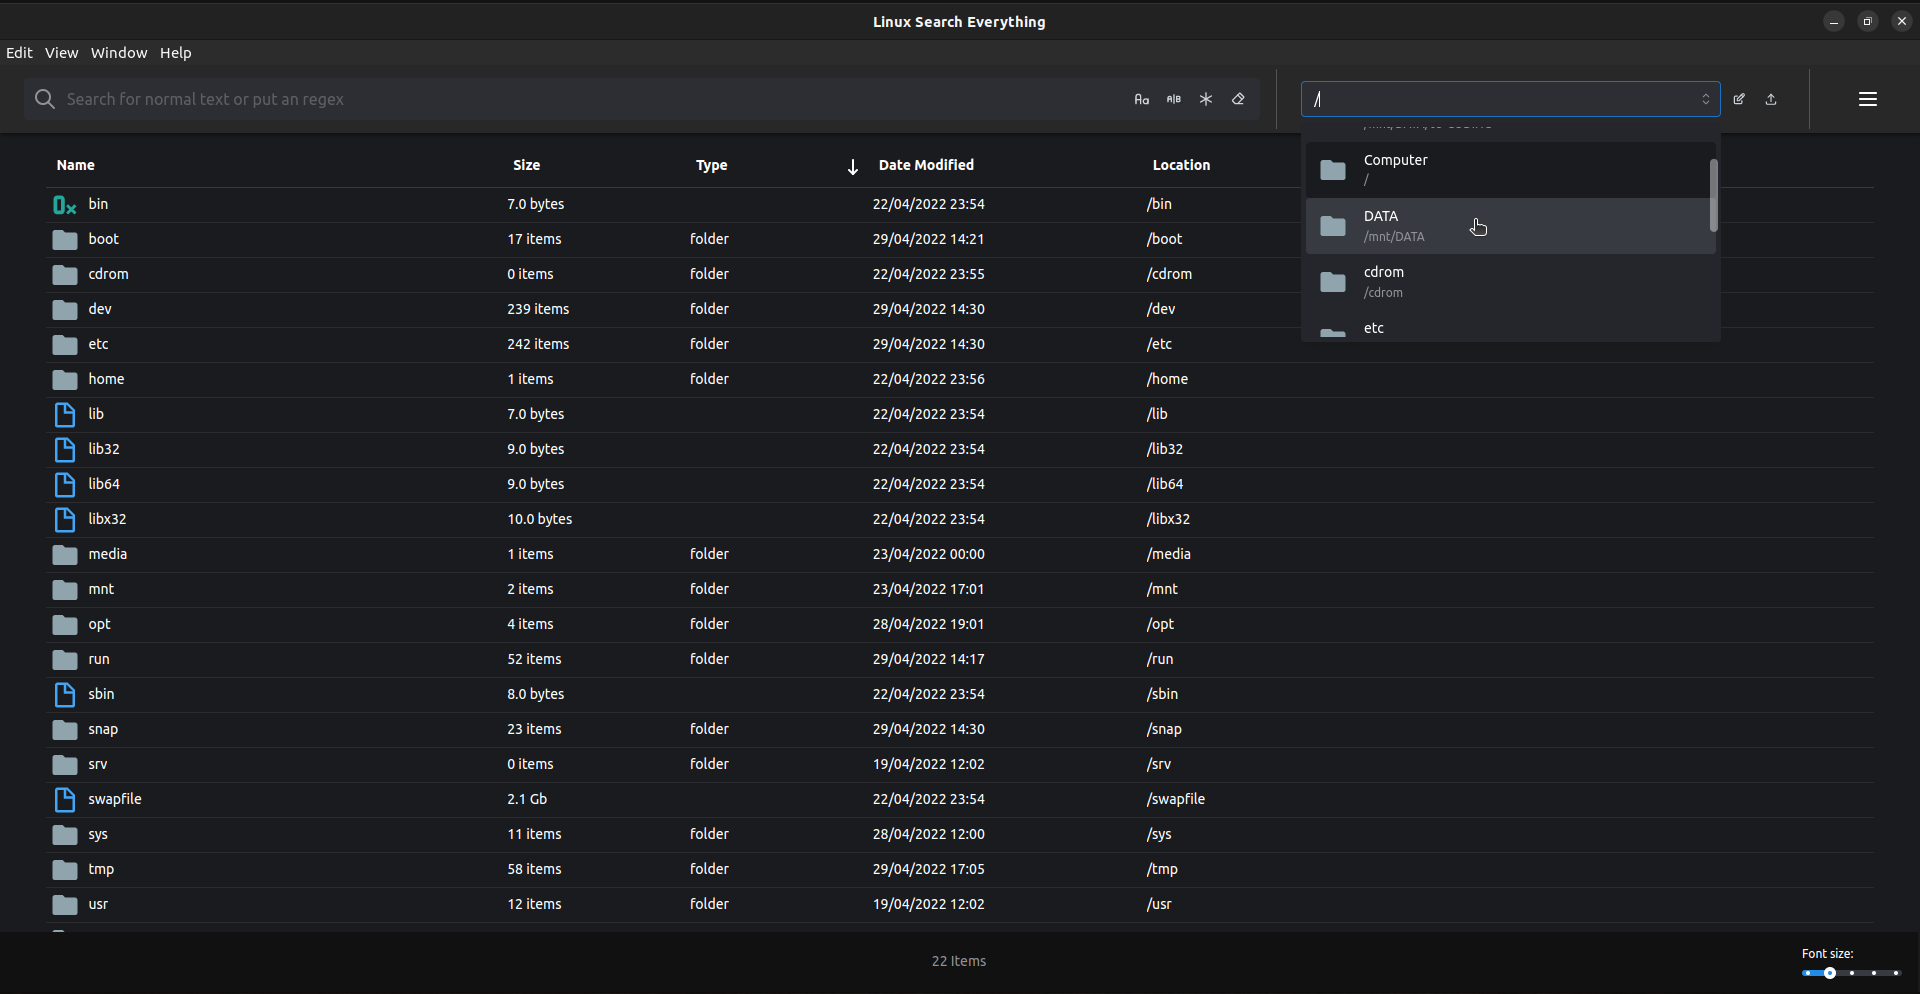 Linux Search Everything
Edit View Window Help
Search for normal text or put an regex
/
Name Size Type Date Modified Location
bin 7.0 bytes 22/04/2022 23:54 /bin
boot 17 items folder 29/04/2022 14:21 /boot
cdrom 0 items folder 22/04/2022 23:55 /cdrom
dev 239 items folder 29/04/2022 14:30 /dev
etc 242 items folder 29/04/2022 14:30 /etc
home 1 items folder 22/04/2022 23:56 /home
lib 7.0 bytes 22/04/2022 23:54 /lib
lib32 9.0 bytes 22/04/2022 23:54 /lib32
lib64 9.0 bytes 22/04/2022 23:54 /lib64
libx32 10.0 bytes 22/04/2022 23:54 /libx32
media 1 items folder 23/04/2022 00:00 /media
mnt 2 items folder 23/04/2022 17:01 /mnt
opt 4 items folder 28/04/2022 19:01 /opt
run 52 items folder 29/04/2022 14:17 /run
sbin 8.0 bytes 22/04/2022 23:54 /sbin
snap 23 items folder 29/04/2022 14:30 /snap
srv 0 items folder 19/04/2022 12:02 /srv
swapfile 2.1 Gb 22/04/2022 23:54 /swapfile
sys 11 items folder 28/04/2022 12:00 /sys
tmp 58 items folder 29/04/2022 17:05 /tmp
usr 12 items folder 19/04/2022 12:02 /usr
Computer
/
DATA
/mnt/DATA
cdrom
/cdrom
etc
22 Items
Font size: